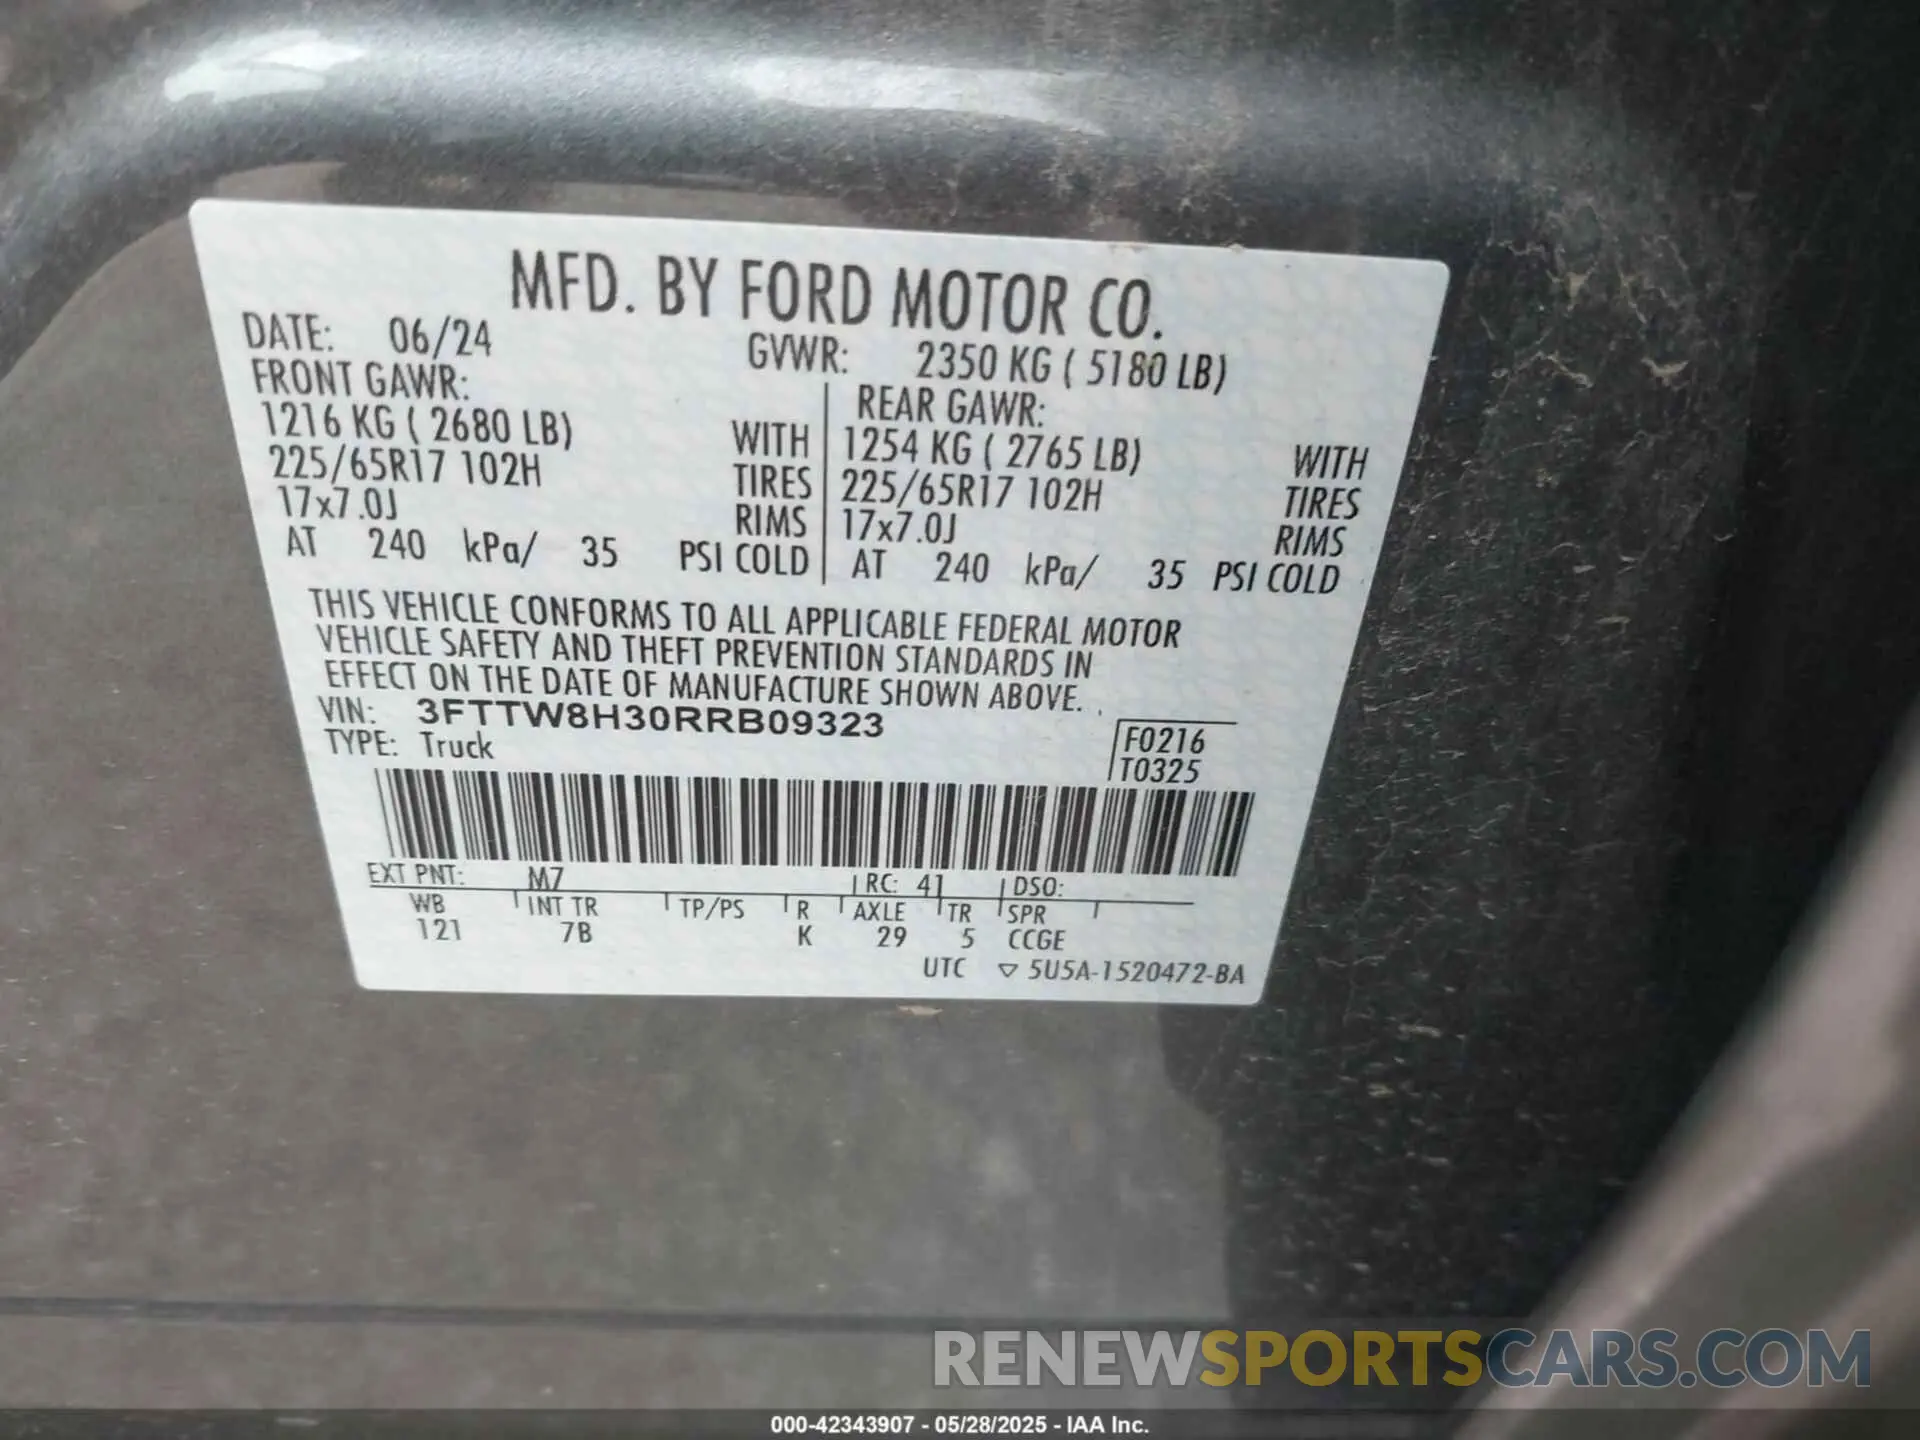 MFD. BY FORD MOTOR CO.
DATE: 06/24 GVWR: 2350 KG ( 5180 LB)
FRONT GAWR: REAR GAWR:
1216 KG ( 2680 LB) WITH 1254 KG ( 2765 LB) WITH
225/65R17 102H TIRES 225/65R17 102H TIRES
17x7.0J RIMS 17x7.0J RIMS
AT 240 kPa/ 35 PSI COLD AT 240 kPa/ 35 PSI COLD
THIS VEHICLE CONFORMS TO ALL APPLICABLE FEDERAL MOTOR
VEHICLE SAFETY AND THEFT PREVENTION STANDARDS IN
EFFECT ON THE DATE OF MANUFACTURE SHOWN ABOVE.
VIN: 3FTTW8H30RRB09323
TYPE: Truck
F0216
T0325
EXT PNT: M7 RC: 41 DSO:
WB INT TR TP/PS R AXLE TR SPR
121 7B K 29 5 CCGE
UTC ▽ 5U5A-1520472-BA
RENEWSPORTSCARS.COM
000-42343907 - 05/28/2025 - IAA Inc.